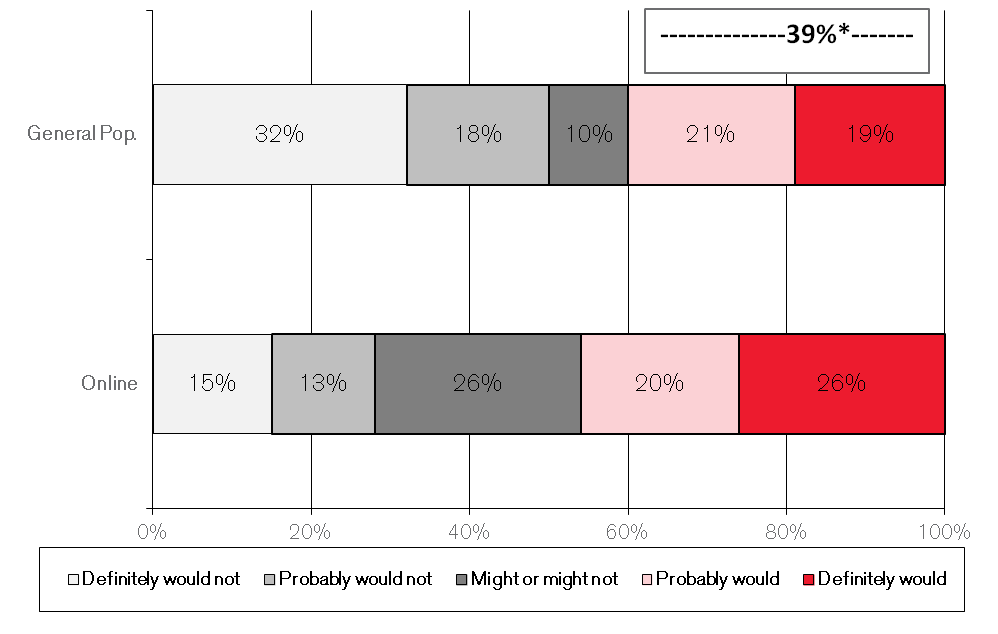 --------------39%*-------
General Pop.
32% 18% 10% 21% 19%
Online
15% 13% 26% 20% 26%
0% 20% 40% 60% 80% 100%
Definitely would not Probably would not Might or might not Probably would Definitely would